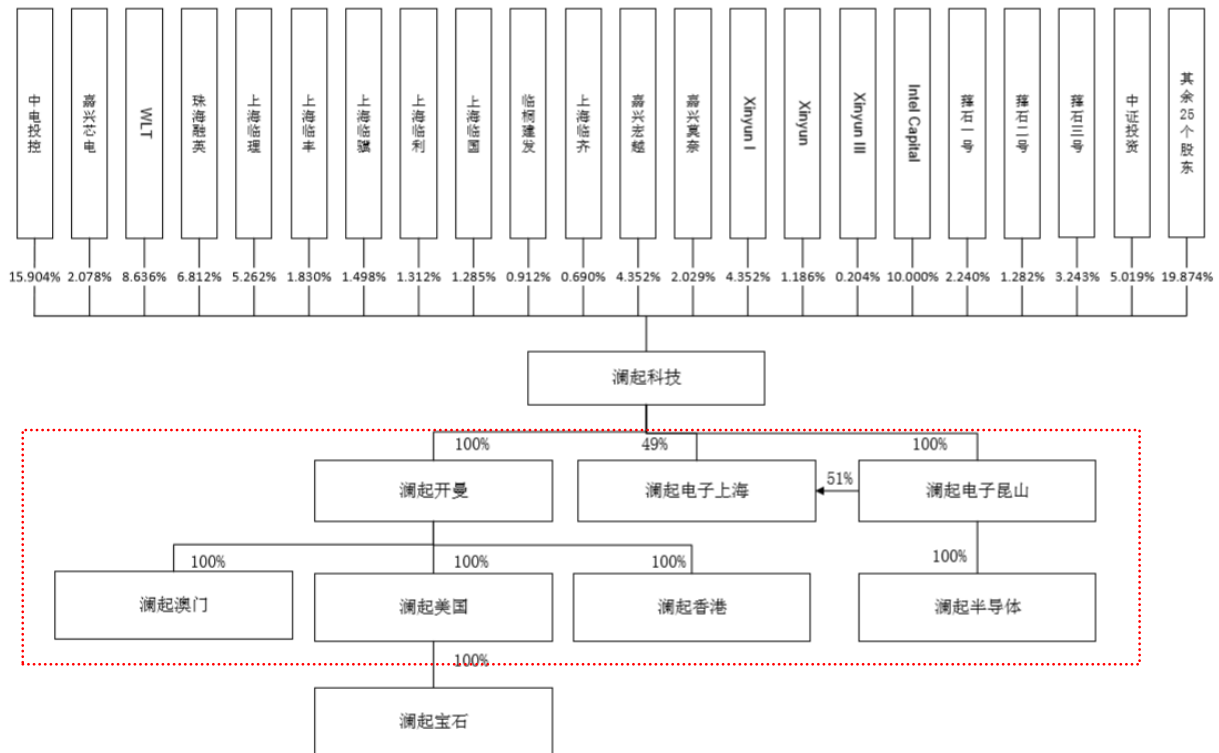 中电投控
嘉兴芯电
WLT
珠海融英
上海临理
上海临丰
上海临骥
上海临利
上海临国
临桐建发
上海临齐
嘉兴宏越
嘉兴莫奈
Xinyun I
Xinyun
Xinyun III
Intel Capital
萚石一号
萚石二号
萚石三号
中证投资
其余25个股东
15.904%
2.078%
8.636%
6.812%
5.262%
1.830%
1.498%
1.312%
1.285%
0.912%
0.690%
4.352%
2.029%
4.352%
1.186%
0.204%
10.000%
2.240%
1.282%
3.243%
5.019%
19.874%
澜起科技
100%
49%
100%
澜起开曼
澜起电子上海
51%
澜起电子昆山
100%
100%
100%
100%
澜起澳门
澜起美国
澜起香港
澜起半导体
100%
澜起宝石